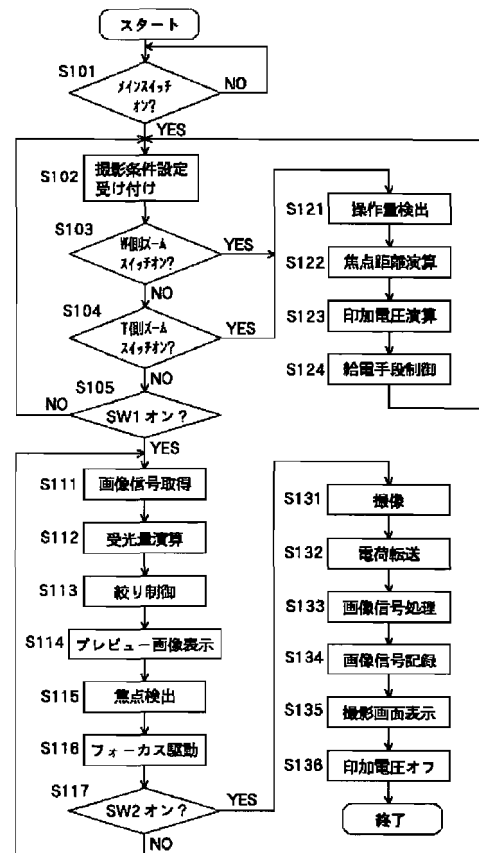 スタート
S101
メインスイッチ
オン?
NO
YES
S102
撮影条件設定
受け付け
S103
W側ズーム
スイッチオン?
YES
NO
S104
T側ズーム
スイッチオン?
YES
NO
S105
SW1オン?
NO
YES
S121
操作量検出
S122
焦点距離演算
S123
印加電圧演算
S124
給電手段制御
S111
画像信号取得
S112
受光量演算
S113
絞り制御
S114
プレビュー画像表示
S115
焦点検出
S116
フォーカス駆動
S117
SW2オン?
YES
NO
S131
撮像
S132
電荷転送
S133
画像信号処理
S134
画像信号記録
S135
撮影画面表示
S136
印加電圧オフ
終了